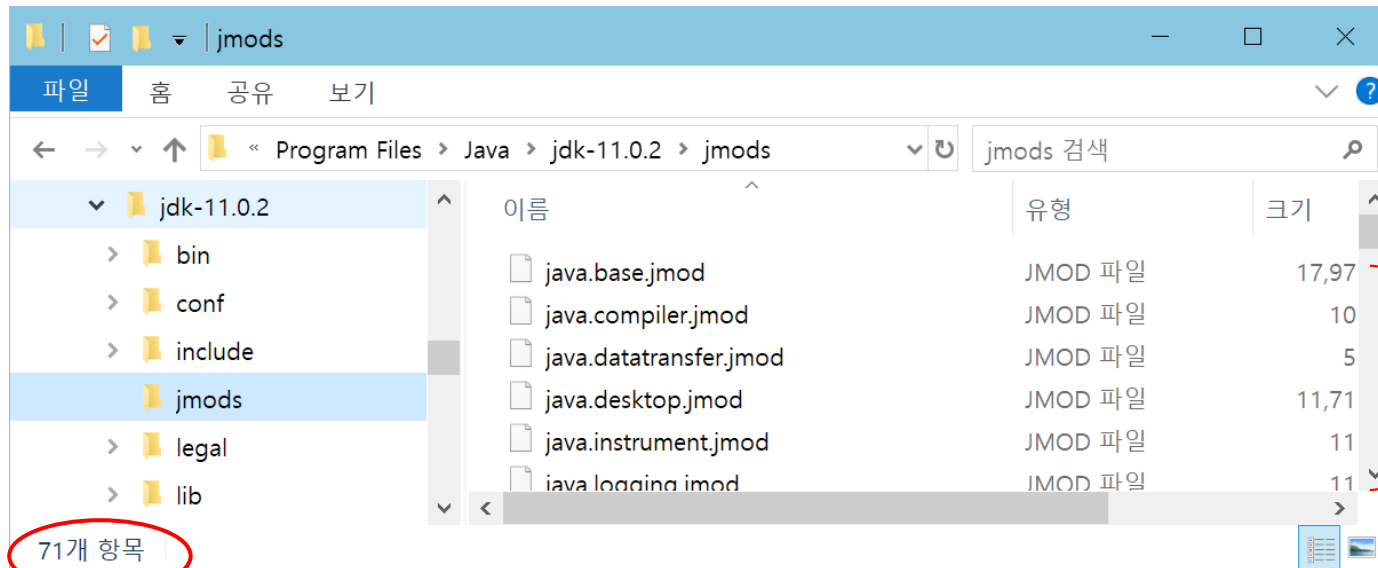 jmods
파일 홈 공유 보기
« Program Files > Java > jdk-11.0.2 > jmods
jmods 검색
jdk-11.0.2
bin
conf
include
jmods
legal
lib
이름 유형 크기
java.base.jmod JMOD 파일 17,97
java.compiler.jmod JMOD 파일 10
java.datatransfer.jmod JMOD 파일 5
java.desktop.jmod JMOD 파일 11,71
java.instrument.jmod JMOD 파일 11
java.logging.jmod JMOD 파일 11
71개 항목